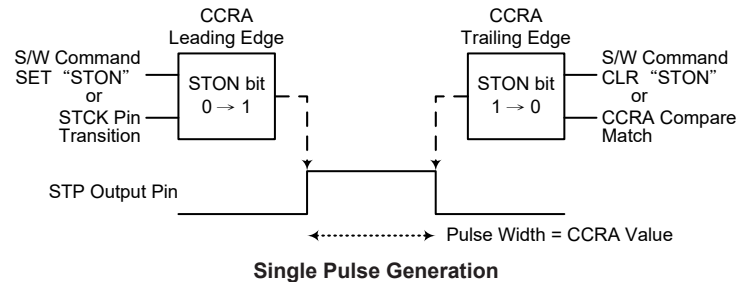 CCRA
Leading Edge
S/W Command
SET “STON”
or
STCK Pin
Transition
STON bit
0 → 1
CCRA
Trailing Edge
STON bit
1 → 0
S/W Command
CLR “STON”
or
CCRA Compare
Match
STP Output Pin
Pulse Width = CCRA Value
Single Pulse Generation